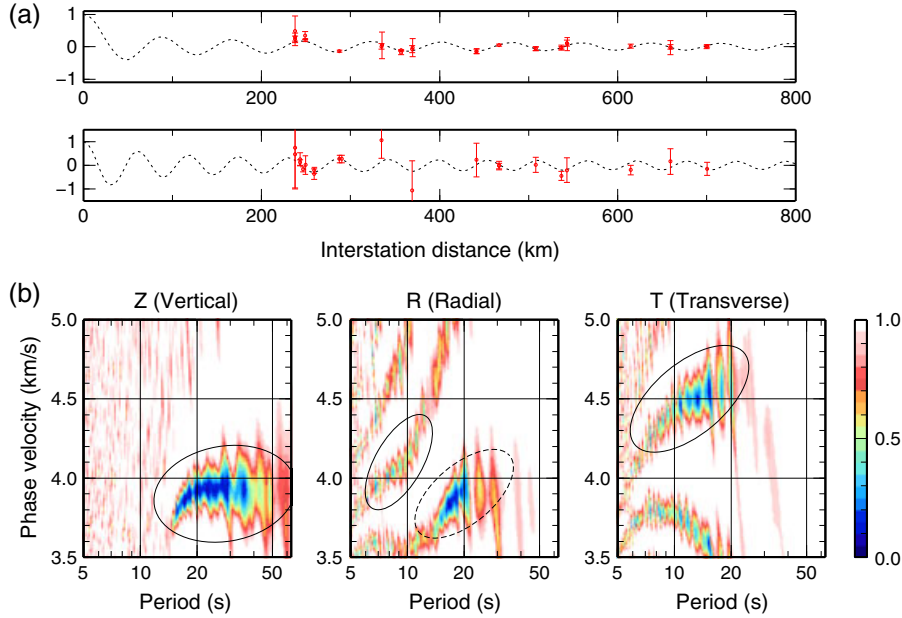 (a)
1
0
−1
0 200 400 600 800
1
0
−1
0 200 400 600 800
Interstation distance (km)
(b)
Z (Vertical) R (Radial) T (Transverse)
Phase velocity (km/s)
5.0 5.0 5.0 1.0
4.5 4.5 4.5
0.5
4.0 4.0 4.0
3.5 3.5 3.5 0.0
5 10 20 50 5 10 20 50 5 10 20 50
Period (s) Period (s) Period (s)